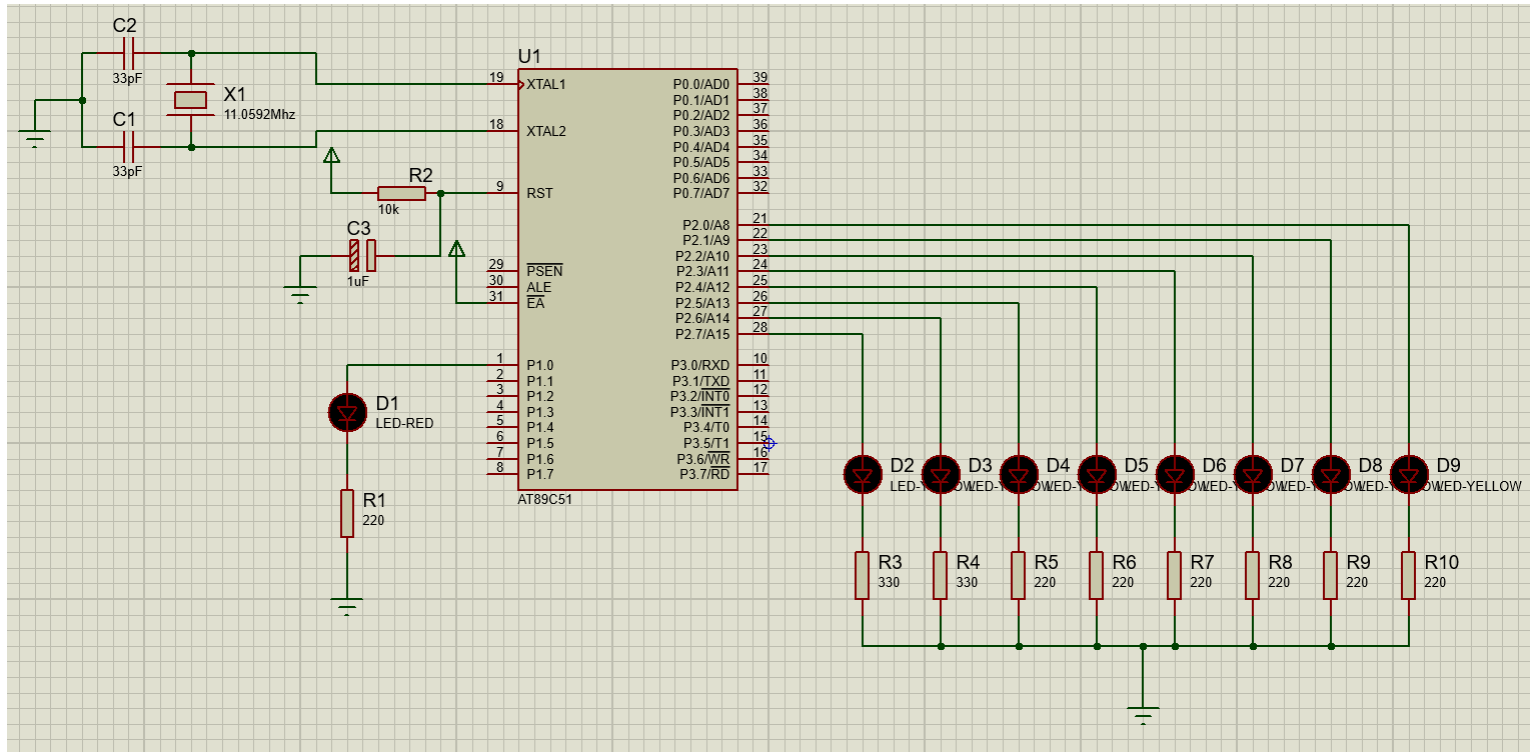 C2
33pF
X1
11.0592Mhz
C1
33pF
R2
10k
C3
1uF
U1
19 XTAL1
18 XTAL2
9 RST
29 PSEN
30 ALE
31 EA
1 P1.0
2 P1.1
3 P1.2
4 P1.3
5 P1.4
6 P1.5
7 P1.6
8 P1.7
P0.0/AD0 39
P0.1/AD1 38
P0.2/AD2 37
P0.3/AD3 36
P0.4/AD4 35
P0.5/AD5 34
P0.6/AD6 33
P0.7/AD7 32
P2.0/A8 21
P2.1/A9 22
P2.2/A10 23
P2.3/A11 24
P2.4/A12 25
P2.5/A13 26
P2.6/A14 27
P2.7/A15 28
P3.0/RXD 10
P3.1/TXD 11
P3.2/INT0 12
P3.3/INT1 13
P3.4/T0 14
P3.5/T1 15
P3.6/WR 16
P3.7/RD 17
AT89C51
D1
LED-RED
R1
220
D2 D3 D4 D5 D6 D7 D8 D9
LED-YELLOW
R3 R4 R5 R6 R7 R8 R9 R10
330 330 220 220 220 220 220 220